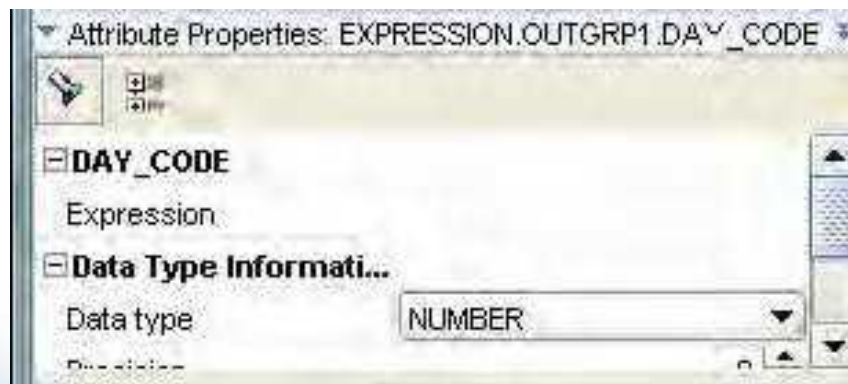 Attribute Properties: EXPRESSION.OUTGRP1.DAY_CODE
DAY_CODE
Expression
Data Type Informati...
Data type NUMBER